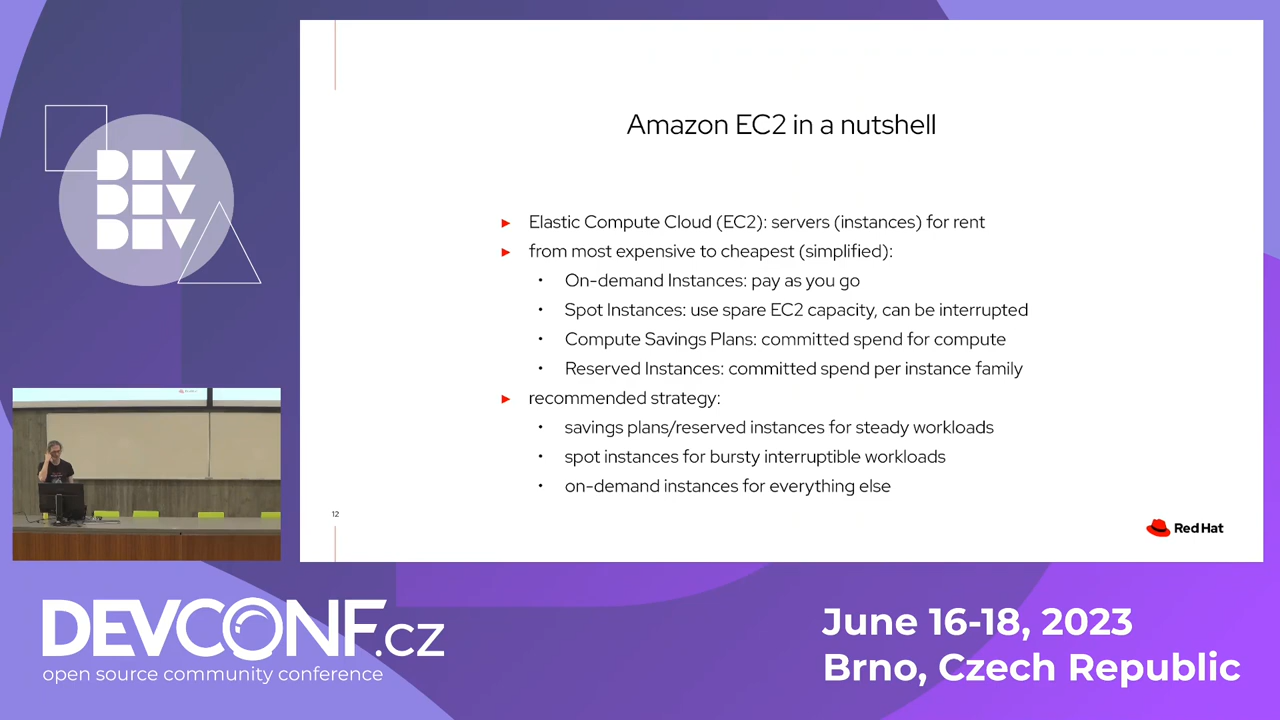 DEV
DEV
DEV
Amazon EC2 in a nutshell
► Elastic Compute Cloud (EC2): servers (instances) for rent
► from most expensive to cheapest (simplified):
• On-demand Instances: pay as you go
• Spot Instances: use spare EC2 capacity, can be interrupted
• Compute Savings Plans: committed spend for compute
• Reserved Instances: committed spend per instance family
► recommended strategy:
• savings plans/reserved instances for steady workloads
• spot instances for bursty interruptible workloads
• on-demand instances for everything else
12
Red Hat
DEVCONF.cz
open source community conference
June 16-18, 2023
Brno, Czech Republic